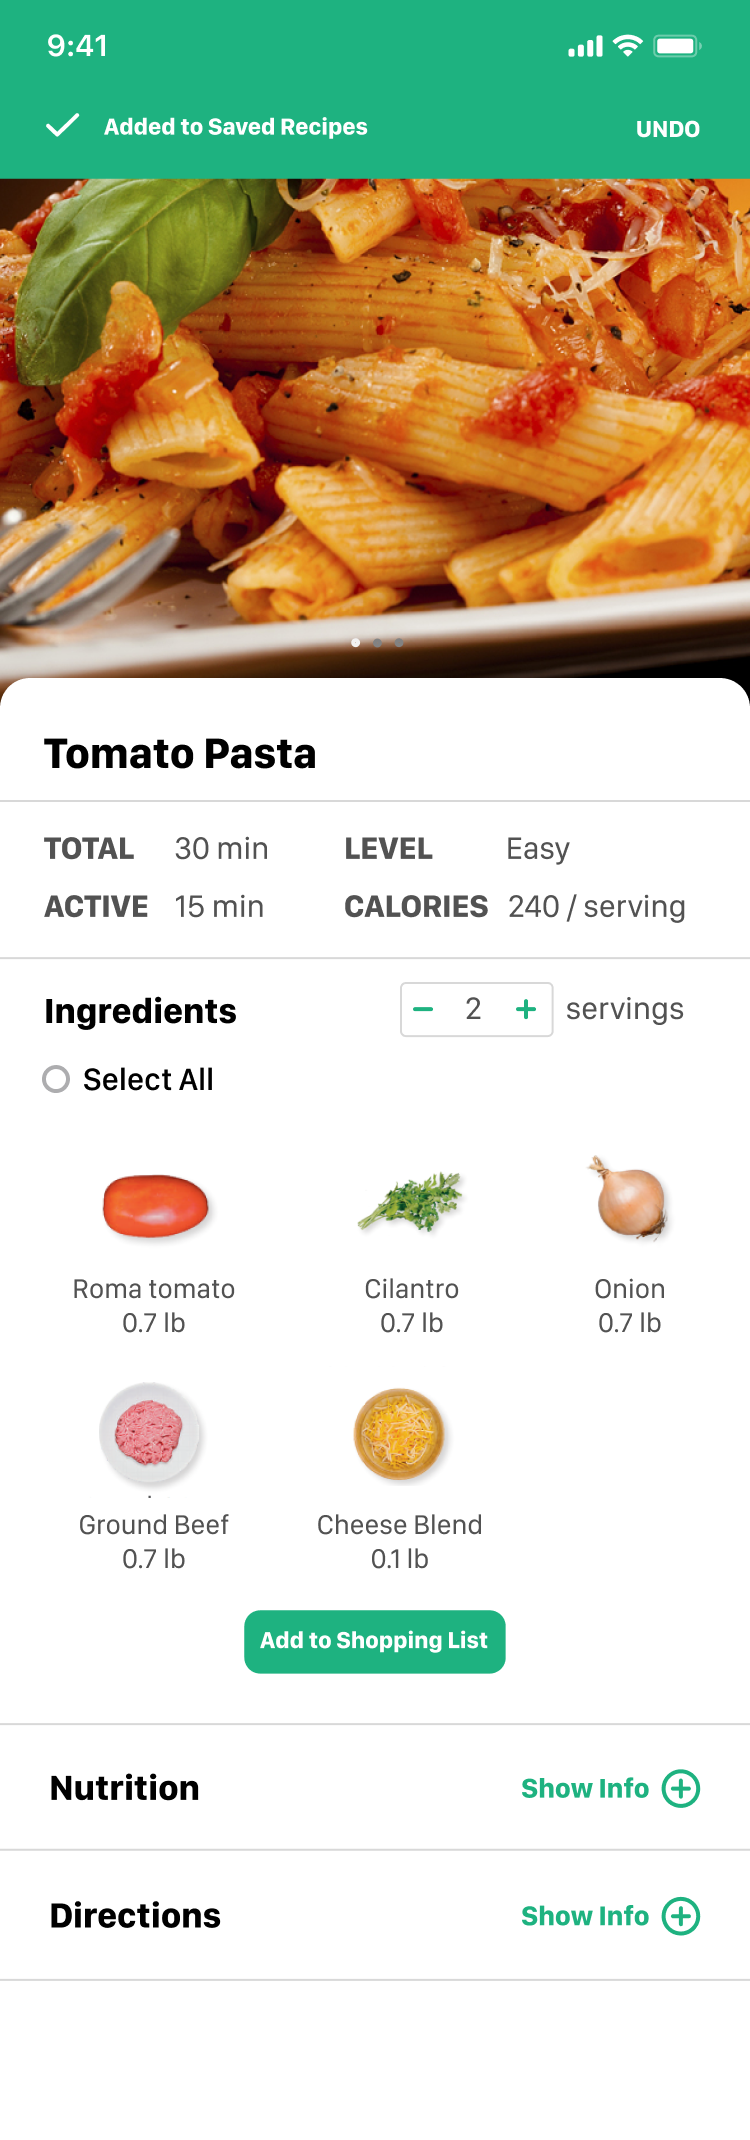 9:41
Added to Saved Recipes
UNDO
Tomato Pasta
TOTAL 30 min LEVEL Easy
ACTIVE 15 min CALORIES 240 / serving
Ingredients − 2 + servings
Select All
Roma tomato Cilantro Onion
0.7 lb 0.7 lb 0.7 lb
Ground Beef Cheese Blend
0.7 lb 0.1 lb
Add to Shopping List
Nutrition Show Info
Directions Show Info